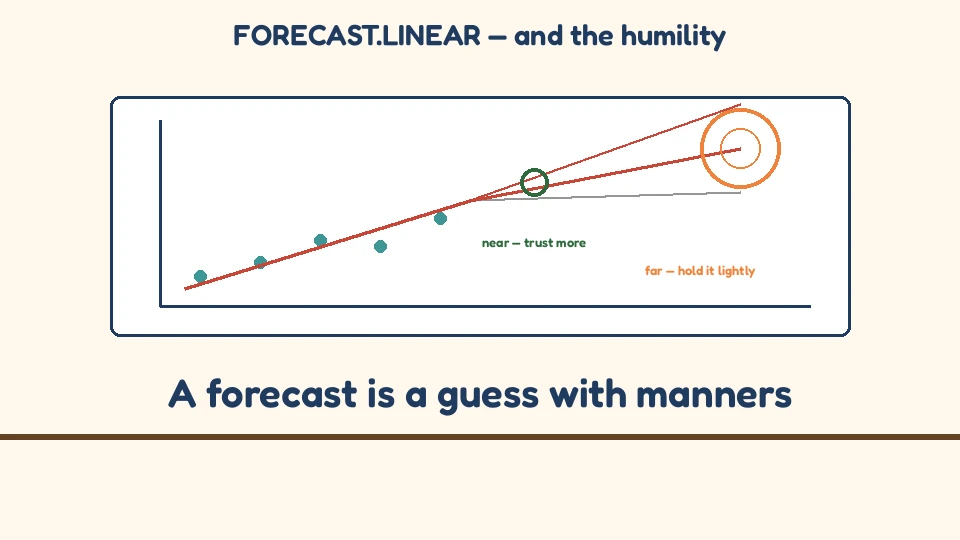 FORECAST.LINEAR — and the humility
near — trust more
far — hold it lightly
A forecast is a guess with manners